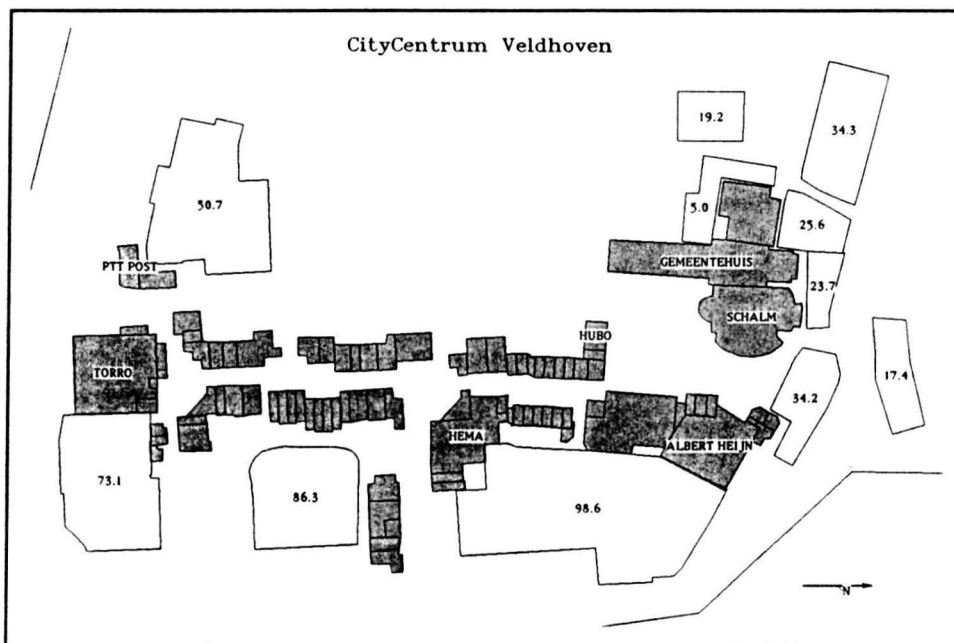 CityCentrum Veldhoven
19.2
34.3
50.7
5.0
25.6
PTT POST
GEMEENTEHUIS
23.7
SCHALM
HUBO
TORRO
17.4
34.2
HEMA
ALBERT HEIJN
73.1
86.3
98.6
N